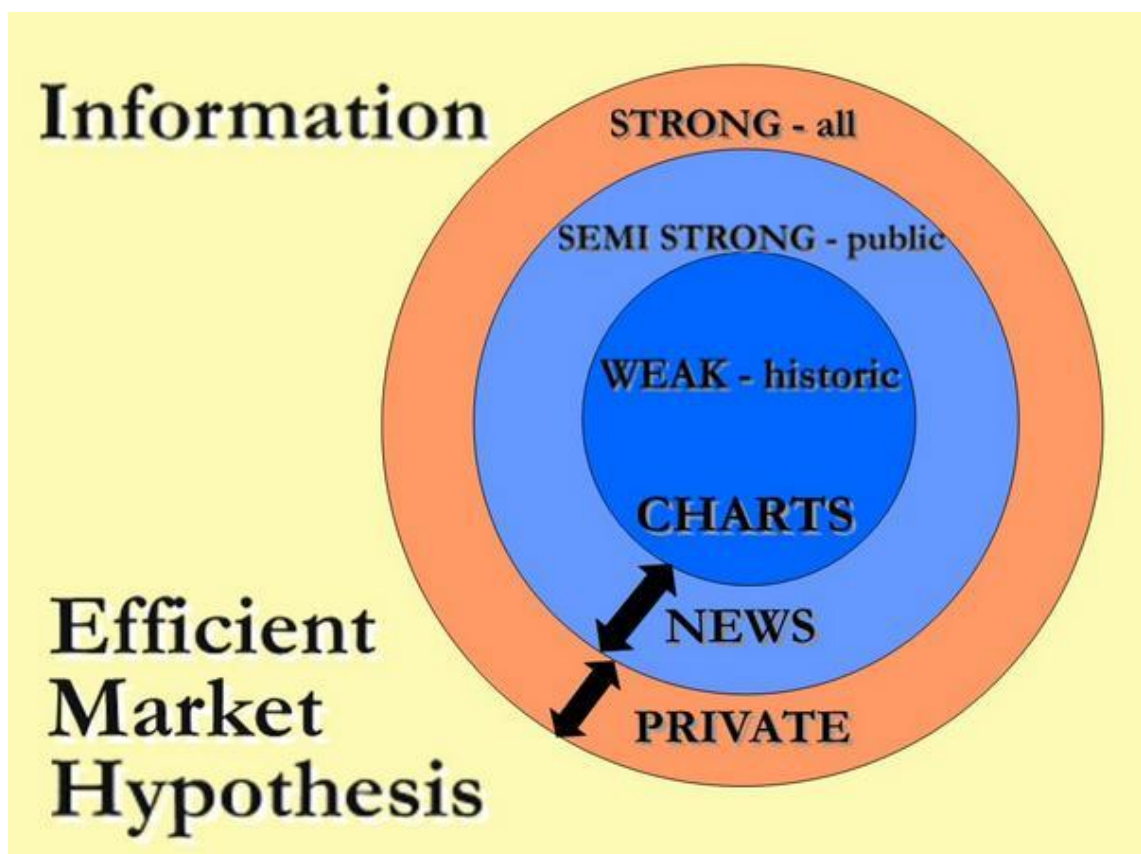 Information
STRONG - all
SEMI STRONG - public
WEAK - historic
CHARTS
NEWS
PRIVATE
Efficient
Market
Hypothesis